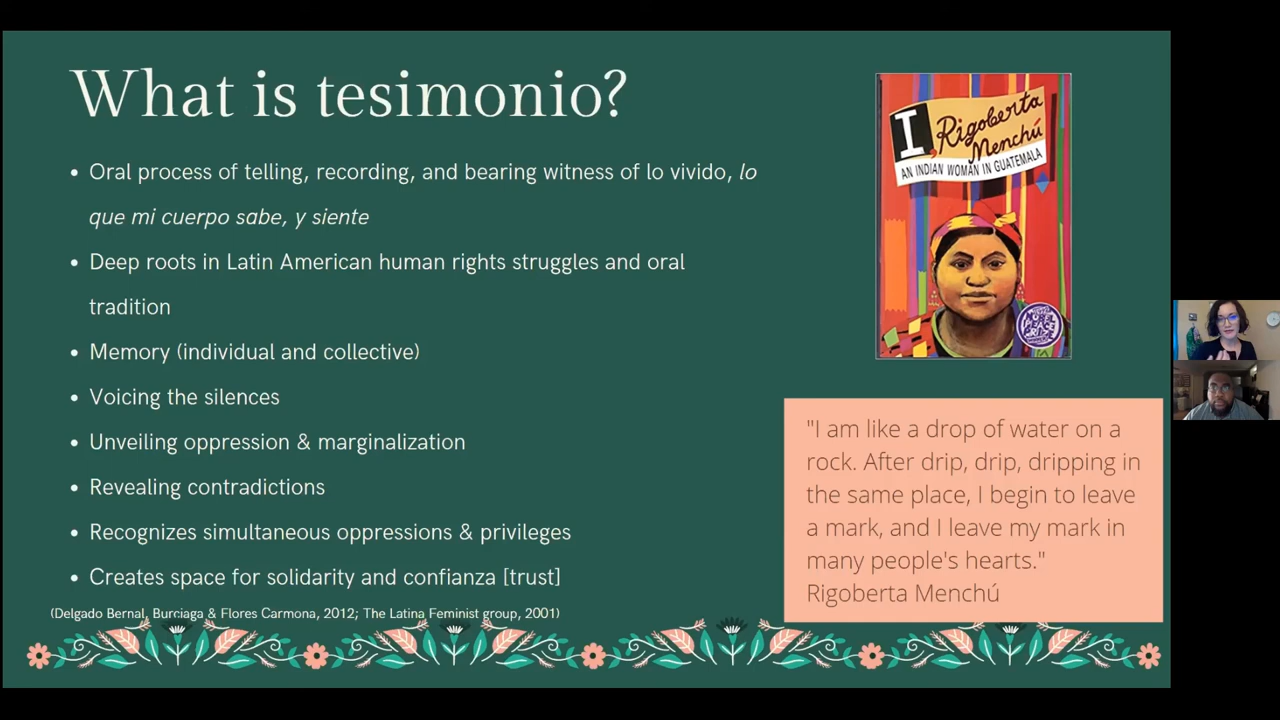 What is tesimonio?
• Oral process of telling, recording, and bearing witness of lo vivido, lo
que mi cuerpo sabe, y siente
• Deep roots in Latin American human rights struggles and oral
tradition
• Memory (individual and collective)
• Voicing the silences
• Unveiling oppression & marginalization
• Revealing contradictions
• Recognizes simultaneous oppressions & privileges
• Creates space for solidarity and confianza [trust]
(Delgado Bernal, Burciaga & Flores Carmona, 2012; The Latina Feminist group, 2001)
I, Rigoberta
Menchú
AN INDIAN WOMAN IN GUATEMALA
"I am like a drop of water on a
rock. After drip, drip, dripping in
the same place, I begin to leave
a mark, and I leave my mark in
many people's hearts."
Rigoberta Menchú